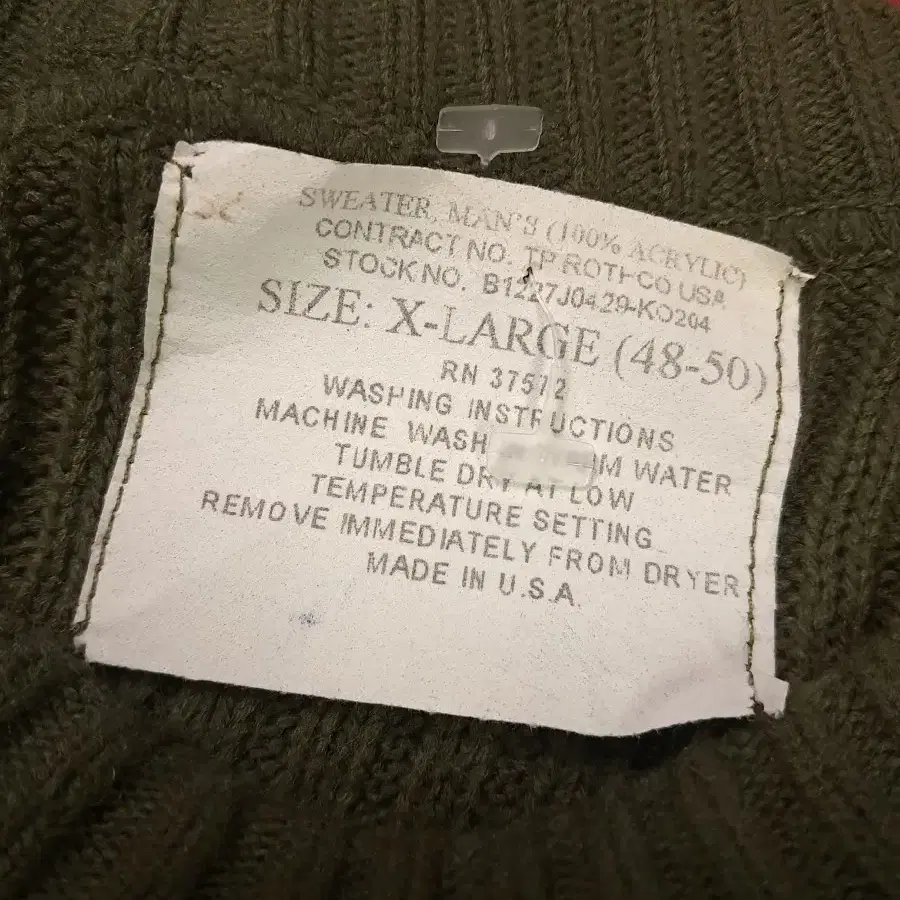 SWEATER, MAN'S (100% ACRYLIC)
CONTRACT NO. TP ROTHCO USA
STOCK NO. B1227J0429-KO204
SIZE: X-LARGE (48-50)
RN 37572
WASHING INSTRUCTIONS
MACHINE WASH WATER
TUMBLE DRY AT LOW
TEMPERATURE SETTING
REMOVE IMMEDIATELY FROM DRYER
MADE IN U.S.A.